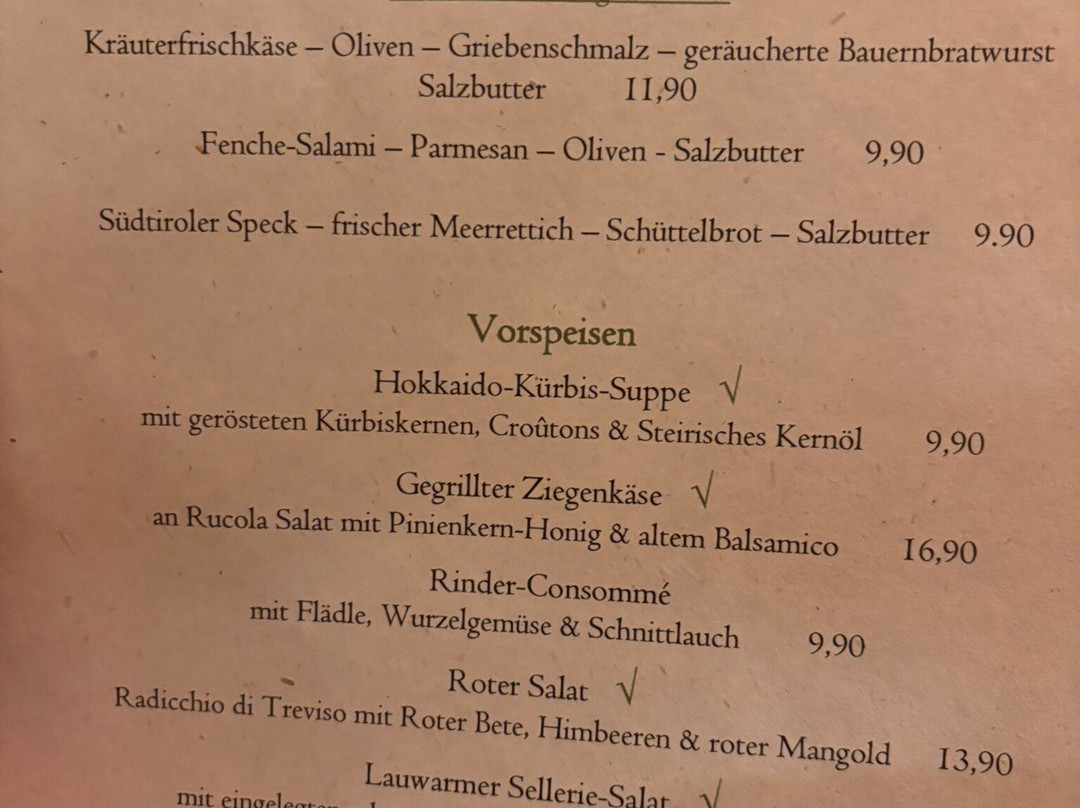 Kräuterfrischkäse – Oliven – Griebenschmalz – geräucherte Bauernbratwurst
Salzbutter 11,90
Fenche-Salami – Parmesan – Oliven - Salzbutter 9,90
Südtiroler Speck – frischer Meerrettich – Schüttelbrot – Salzbutter 9.90
Vorspeisen
Hokkaido-Kürbis-Suppe √
mit gerösteten Kürbiskernen, Croûtons & Steirisches Kernöl 9,90
Gegrillter Ziegenkäse √
an Rucola Salat mit Pinienkern-Honig & altem Balsamico 16,90
Rinder-Consommé
mit Flädle, Wurzelgemüse & Schnittlauch 9,90
Roter Salat √
Radicchio di Treviso mit Roter Bete, Himbeeren & roter Mangold 13,90
Lauwarmer Sellerie-Salat √
mit